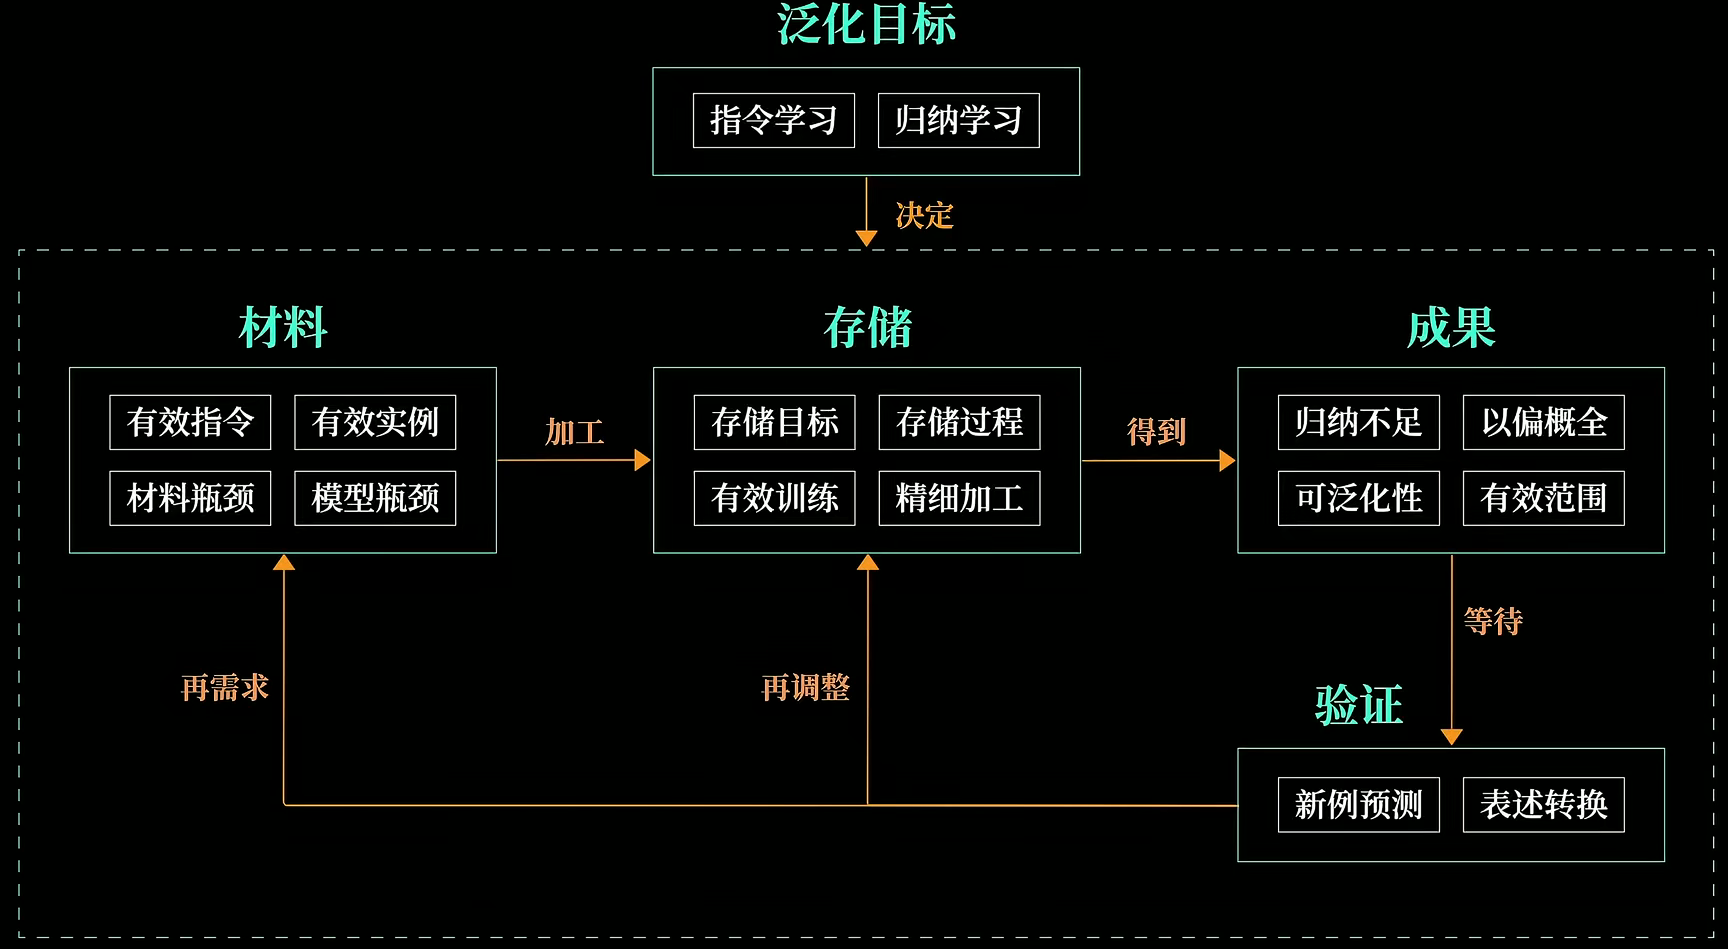 泛化目标
指令学习 归纳学习
决定
材料 存储 成果
有效指令 有效实例
材料瓶颈 模型瓶颈
加工
存储目标 存储过程
有效训练 精细加工
得到
归纳不足 以偏概全
可泛化性 有效范围
等待
再需求
再调整
验证
新例预测 表述转换